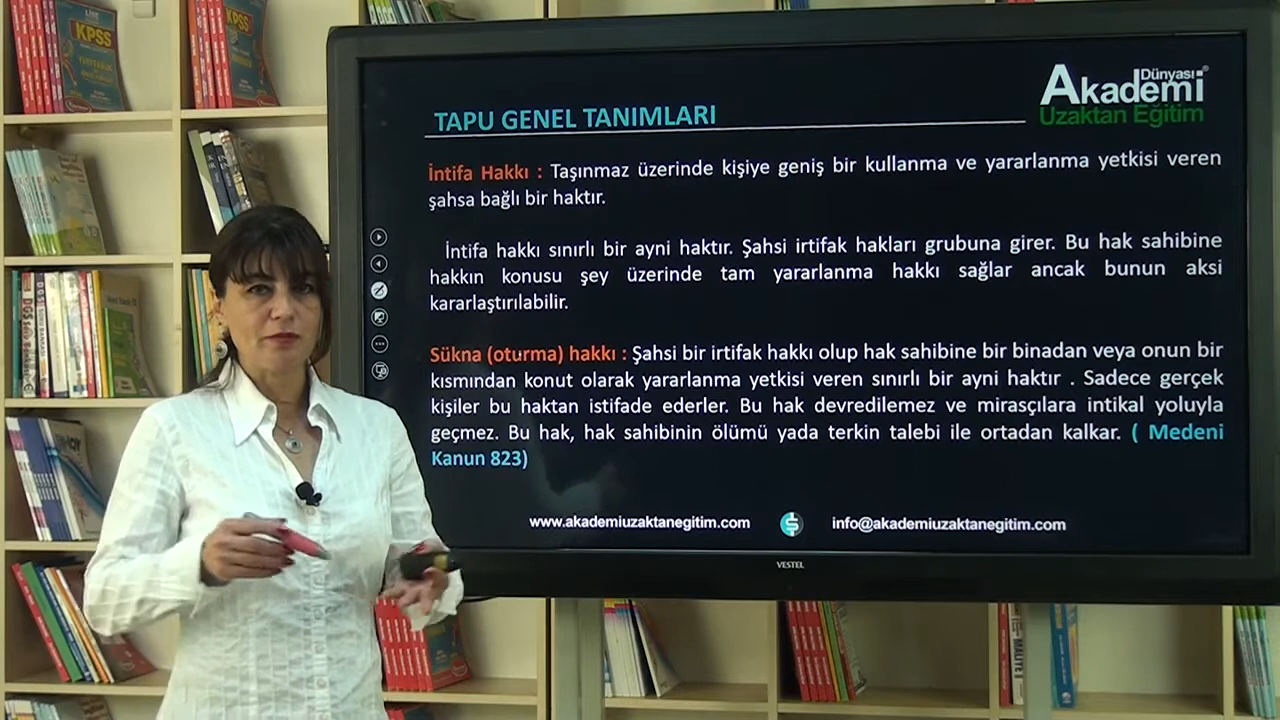 KPSS
KPSS
Akademi
Dünyası
Uzaktan Eğitim
TAPU GENEL TANIMLARI
İntifa Hakkı : Taşınmaz üzerinde kişiye geniş bir kullanma ve yararlanma yetkisi veren
şahsa bağlı bir haktır.
İntifa hakkı sınırlı bir ayni haktır. Şahsi irtifak hakları grubuna girer. Bu hak sahibine
hakkın konusu şey üzerinde tam yararlanma hakkı sağlar ancak bunun aksi
kararlaştırılabilir.
Sükna (oturma) hakkı : Şahsi bir irtifak hakkı olup hak sahibine bir binadan veya onun bir
kısmından konut olarak yararlanma yetkisi veren sınırlı bir ayni haktır . Sadece gerçek
kişiler bu haktan istifade ederler. Bu hak devredilemez ve mirasçılara intikal yoluyla
geçmez. Bu hak, hak sahibinin ölümü yada terkin talebi ile ortadan kalkar. ( Medeni
Kanun 823)
www.akademiuzaktanegitim.com
info@akademiuzaktanegitim.com
VESTEL
DGS
MALİYE